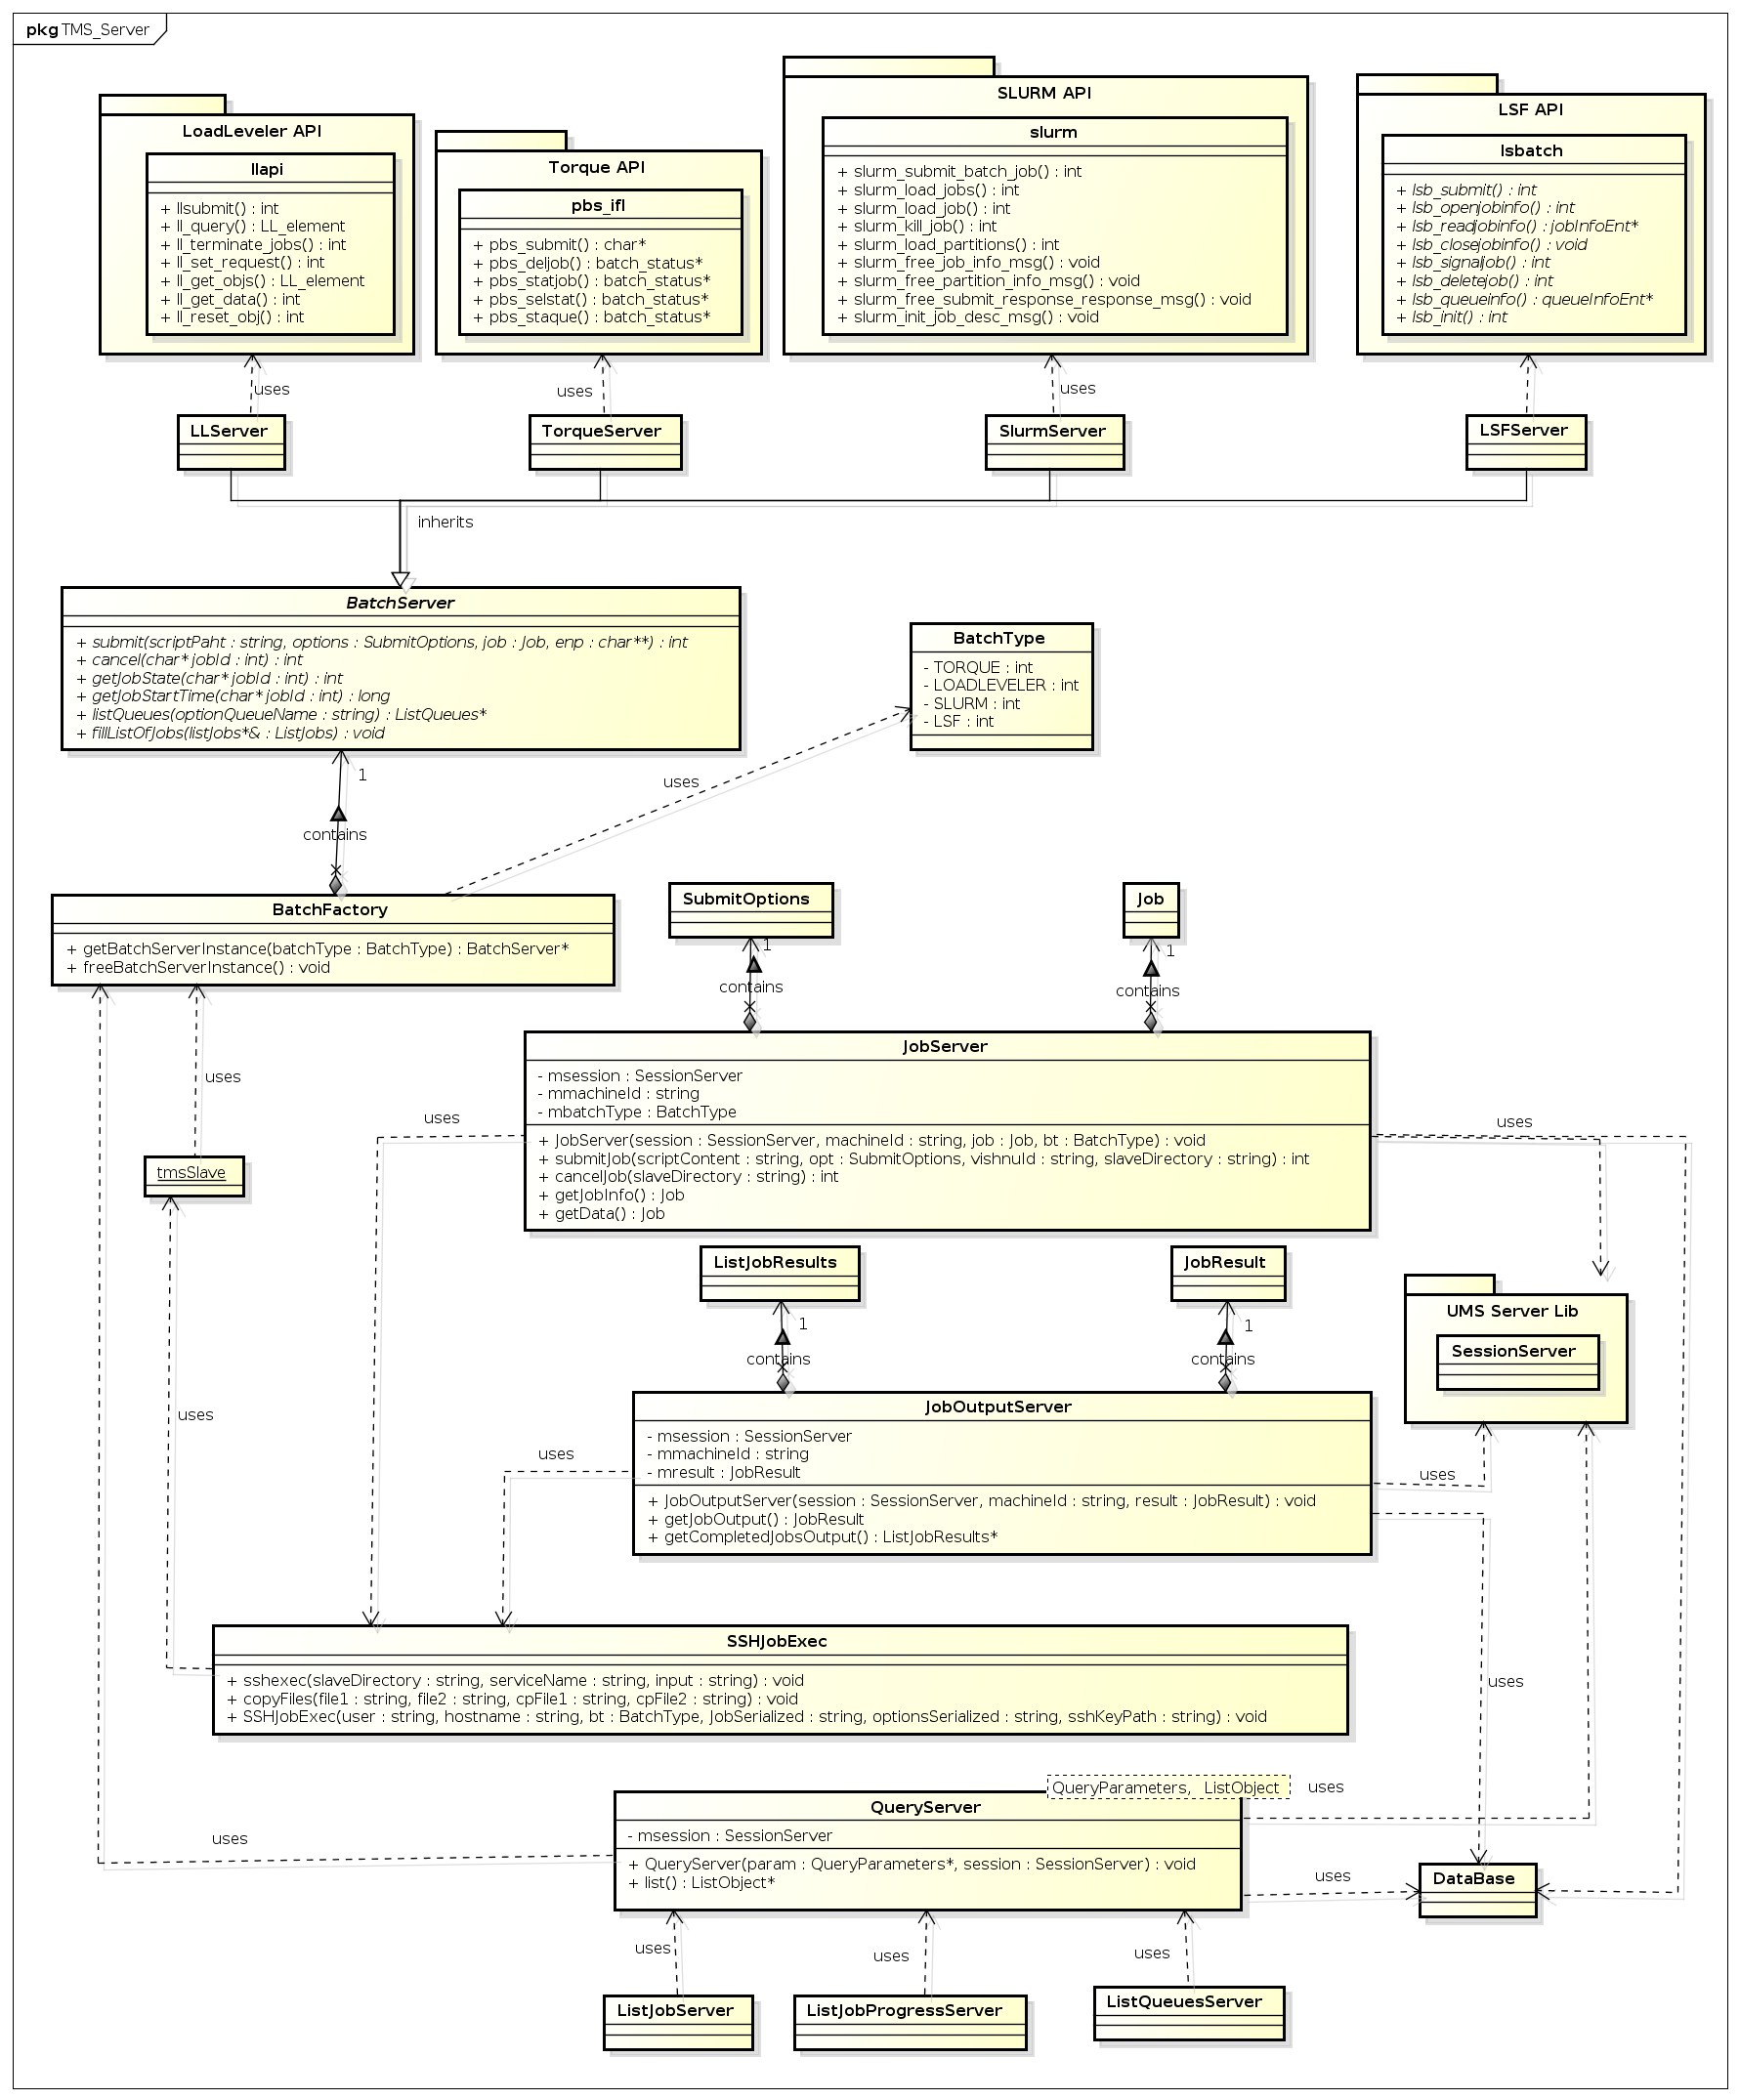 pkg TMS_Server
LoadLeveler API
llapi
+ llsubmit() : int
+ ll_query() : LL_element
+ ll_terminate_jobs() : int
+ ll_set_request() : int
+ ll_get_objs() : LL_element
+ ll_get_data() : int
+ ll_reset_obj() : int
Torque API
pbs_ifl
+ pbs_submit() : char*
+ pbs_deljob() : batch_status*
+ pbs_statjob() : batch_status*
+ pbs_selstat() : batch_status*
+ pbs_staque() : batch_status*
SLURM API
slurm
+ slurm_submit_batch_job() : int
+ slurm_load_jobs() : int
+ slurm_load_job() : int
+ slurm_kill_job() : int
+ slurm_load_partitions() : int
+ slurm_free_job_info_msg() : void
+ slurm_free_partition_info_msg() : void
+ slurm_free_submit_response_response_msg() : void
+ slurm_init_job_desc_msg() : void
LSF API
lsbatch
+ lsb_submit() : int
+ lsb_openjobinfo() : int
+ lsb_readjobinfo() : jobInfoEnt*
+ lsb_closejobinfo() : void
+ lsb_signaljob() : int
+ lsb_deletejob() : int
+ lsb_queueinfo() : queueInfoEnt*
+ lsb_init() : int
uses
uses
uses
LLServer
TorqueServer
SlurmServer
LSFServer
inherits
BatchServer
+ submit(scriptPaht : string, options : SubmitOptions, job : Job, enp : char**) : int
+ cancel(char* jobId : int) : int
+ getJobState(char* jobId : int) : int
+ getJobStartTime(char* jobId : int) : long
+ listQueues(optionQueueName : string) : ListQueues*
+ fillListOfJobs(listJobs*& : ListJobs) : void
BatchType
- TORQUE : int
- LOADLEVELER : int
- SLURM : int
- LSF : int
1
contains
uses
BatchFactory
+ getBatchServerInstance(batchType : BatchType) : BatchServer*
+ freeBatchServerInstance() : void
SubmitOptions
Job
1
contains
1
contains
uses
tmsSlave
JobServer
- msession : SessionServer
- mmachineId : string
- mbatchType : BatchType
+ JobServer(session : SessionServer, machineId : string, job : Job, bt : BatchType) : void
+ submitJob(scriptContent : string, opt : SubmitOptions, vishnuId : string, slaveDirectory : string) : int
+ cancelJob(slaveDirectory : string) : int
+ getJobInfo() : Job
+ getData() : Job
uses
uses
ListJobResults
JobResult
1
contains
1
contains
UMS Server Lib
SessionServer
uses
JobOutputServer
- msession : SessionServer
- mmachineId : string
- mresult : JobResult
+ JobOutputServer(session : SessionServer, machineId : string, result : JobResult) : void
+ getJobOutput() : JobResult
+ getCompletedJobsOutput() : ListJobResults*
uses
uses
uses
SSHJobExec
+ sshexec(slaveDirectory : string, serviceName : string, input : string) : void
+ copyFiles(file1 : string, file2 : string, cpFile1 : string, cpFile2 : string) : void
+ SSHJobExec(user : string, hostname : string, bt : BatchType, JobSerialized : string, optionsSerialized : string, sshKeyPath : string) : void
QueryParameters, ListObject
uses
QueryServer
- msession : SessionServer
+ QueryServer(param : QueryParameters*, session : SessionServer) : void
+ list() : ListObject*
uses
uses
DataBase
uses
uses
uses
ListJobServer
ListJobProgressServer
ListQueuesServer